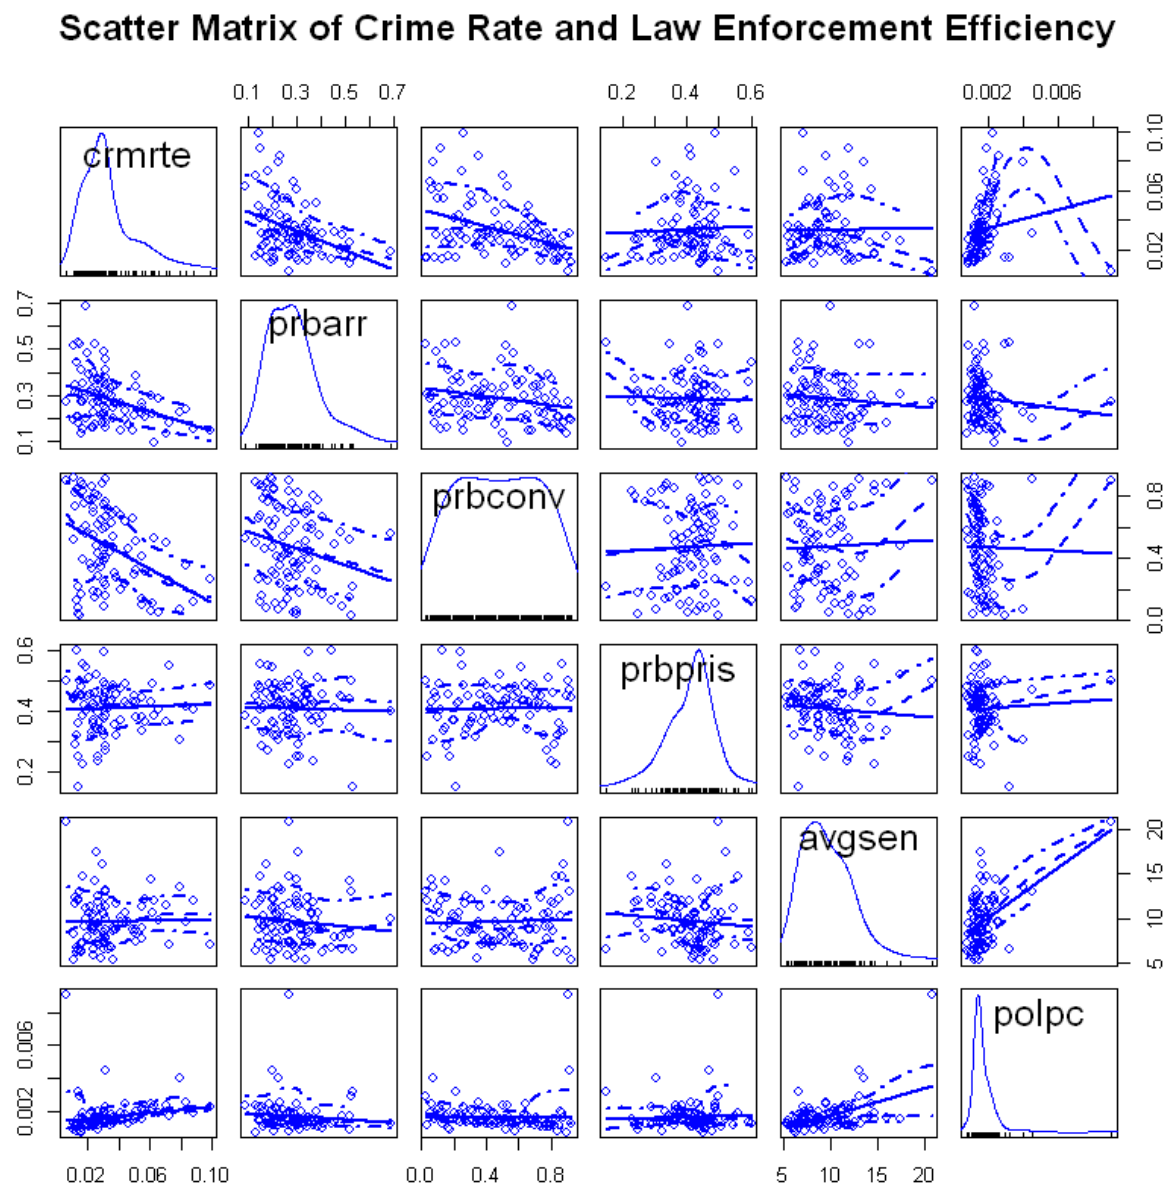 Scatter Matrix of Crime Rate and Law Enforcement Efficiency
0.1 0.3 0.5 0.7
0.2 0.4 0.6
0.002 0.006
crmrte
0.02 0.06 0.10
0.1 0.3 0.5 0.7
prbarr
prbconv
0.0 0.4 0.8
0.2 0.4 0.6
prbpris
avgsen
5 10 15 20
0.002 0.006
polpc
0.02 0.06 0.10
0.0 0.4 0.8
5 10 15 20